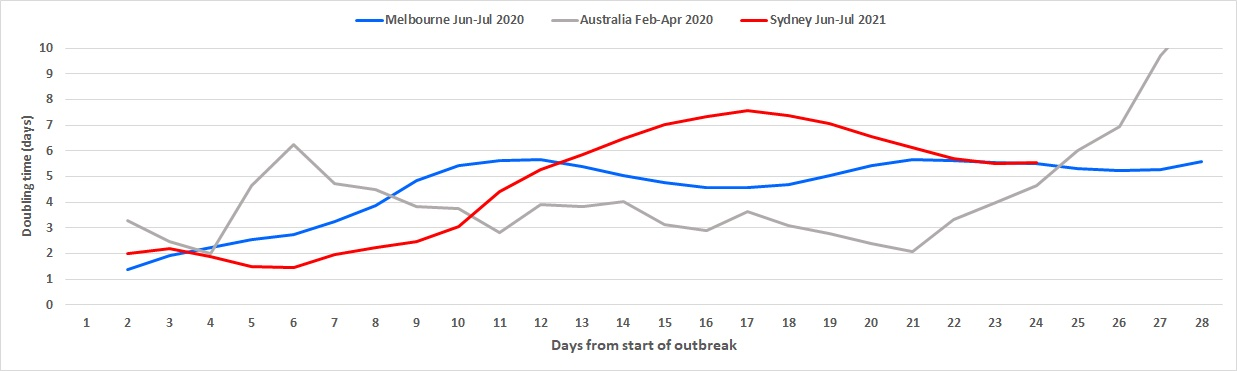 Melbourne Jun-Jul 2020 Australia Feb-Apr 2020 Sydney Jun-Jul 2021
Doubling time (days)
10
9
8
7
6
5
4
3
2
1
0
1 2 3 4 5 6 7 8 9 10 11 12 13 14 15 16 17 18 19 20 21 22 23 24 25 26 27 28
Days from start of outbreak